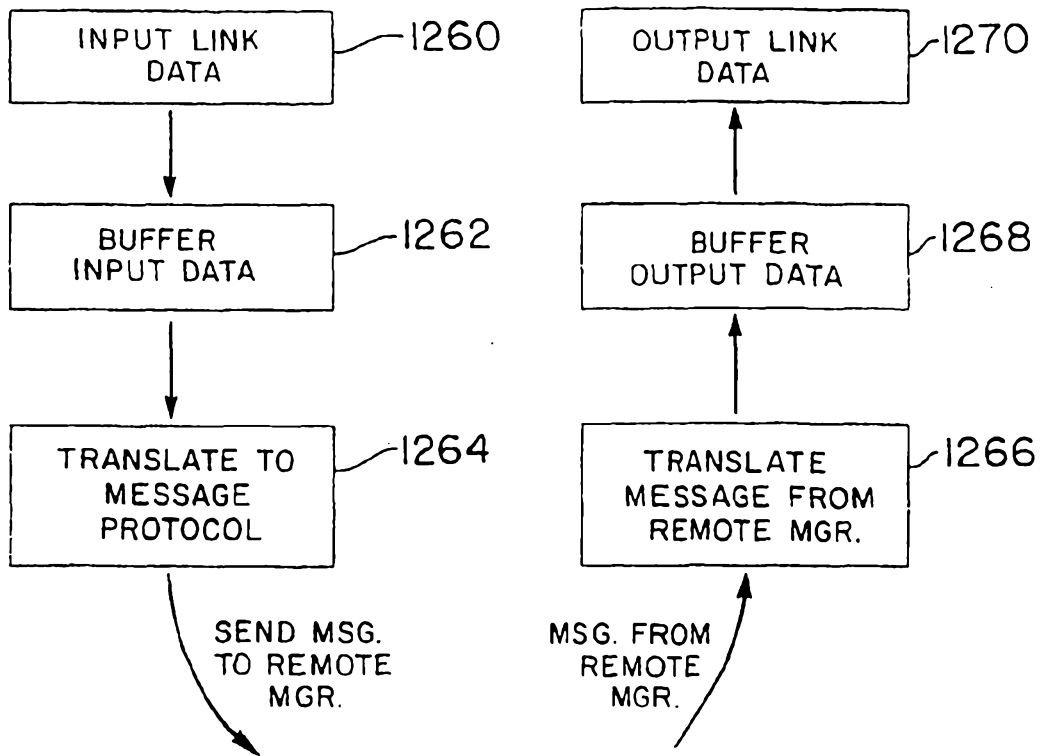 INPUT LINK
DATA
1260
BUFFER
INPUT DATA
1262
TRANSLATE TO
MESSAGE
PROTOCOL
1264
SEND MSG.
TO REMOTE
MGR.
OUTPUT LINK
DATA
1270
BUFFER
OUTPUT DATA
1268
TRANSLATE
MESSAGE FROM
REMOTE MGR.
1266
MSG. FROM
REMOTE
MGR.